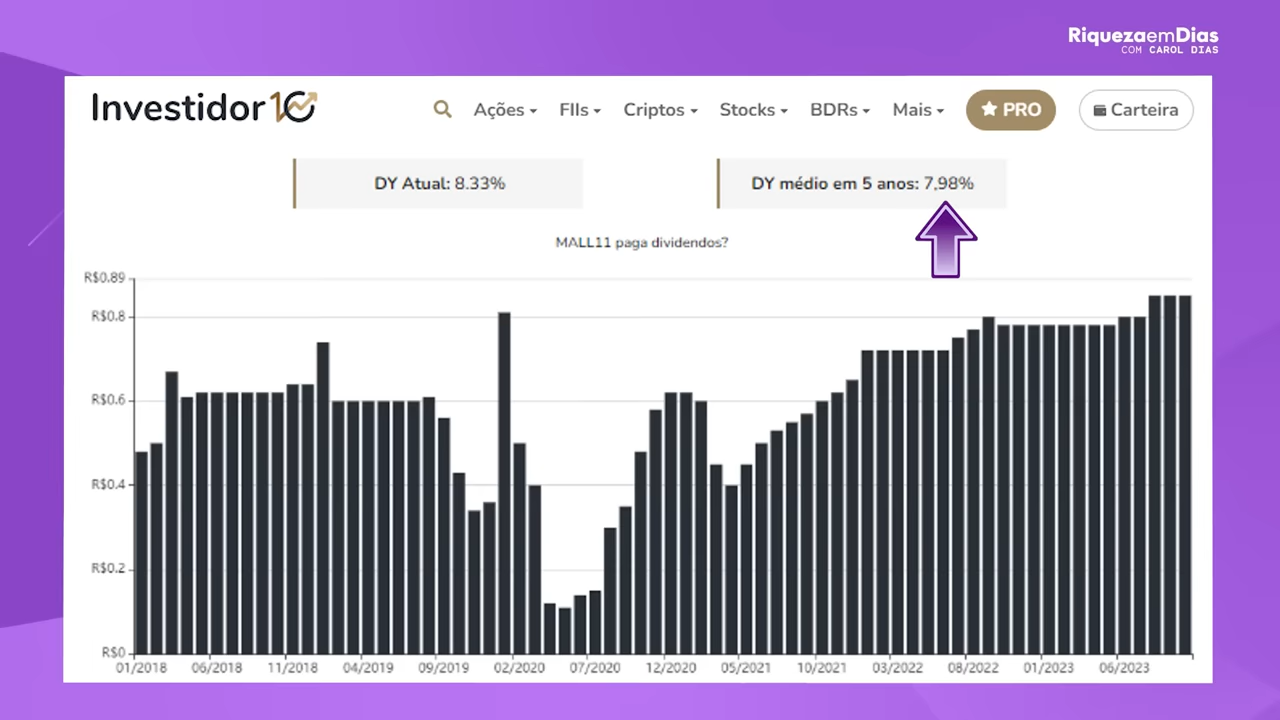 RiquezaemDias
COM CAROL DIAS
Investidor 10
Ações
FIIs
Criptos
Stocks
BDRs
Mais
PRO
Carteira
DY Atual: 8.33%
DY médio em 5 anos: 7,98%
MALL11 paga dividendos?
R$0.89
R$0.8
R$0.6
R$0.4
R$0.2
R$0
01/2018 06/2018 11/2018 04/2019 09/2019 02/2020 07/2020 12/2020 05/2021 10/2021 03/2022 08/2022 01/2023 06/2023